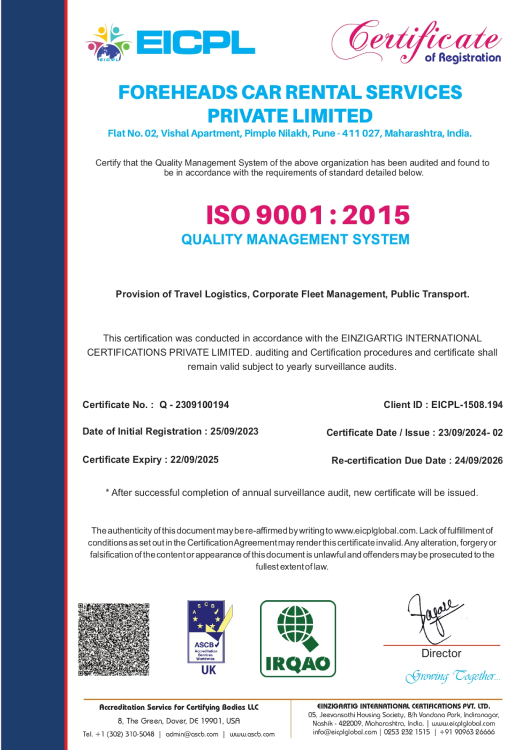 EICPL
EICPL
Certificate
of Registration
FOREHEADS CAR RENTAL SERVICES
PRIVATE LIMITED
Flat No. 02, Vishal Apartment, Pimple Nilakh, Pune - 411 027, Maharashtra, India.
Certify that the Quality Management System of the above organization has been audited and found to
be in accordance with the requirements of standard detailed below.
ISO 9001 : 2015
QUALITY MANAGEMENT SYSTEM
Provision of Travel Logistics, Corporate Fleet Management, Public Transport.
This certification was conducted in accordance with the EINZIGARTIG INTERNATIONAL
CERTIFICATIONS PRIVATE LIMITED. auditing and Certification procedures and certificate shall
remain valid subject to yearly surveillance audits.
Certificate No. : Q - 2309100194
Client ID : EICPL-1508.194
Date of Initial Registration : 25/09/2023
Certificate Date / Issue : 23/09/2024- 02
Certificate Expiry : 22/09/2025
Re-certification Due Date : 24/09/2026
* After successful completion of annual surveillance audit, new certificate will be issued.
The authenticity of this document may be re-affirmed by writing to www.eicplglobal.com. Lack of fulfillment of
conditions as set out in the Certification Agreement may render this certificate invalid. Any alteration, forgery or
falsification of the content or appearance of this document is unlawful and offenders may be prosecuted to the
fullest extent of law.
ASCB
ASCB
Accreditation
Services
Worldwide
UK
IRQAO
Director
Growing Together...
Accreditation Service for Certifying Bodies LLC
8, The Green, Dover, DE 19901, USA
Tel. +1 (302) 310-5048 | admin@ascb.com | www.ascb.com
EINZIGARTIG INTERNATIONAL CERTIFICATIONS PVT. LTD.
05, Jeevansathi Housing Society, B/h Vandana Park, Indiranagar,
Nashik - 422009, Maharashtra, India. | www.eicplglobal.com
info@eicplglobal.com | 0253 232 1515 | +91 90963 26666